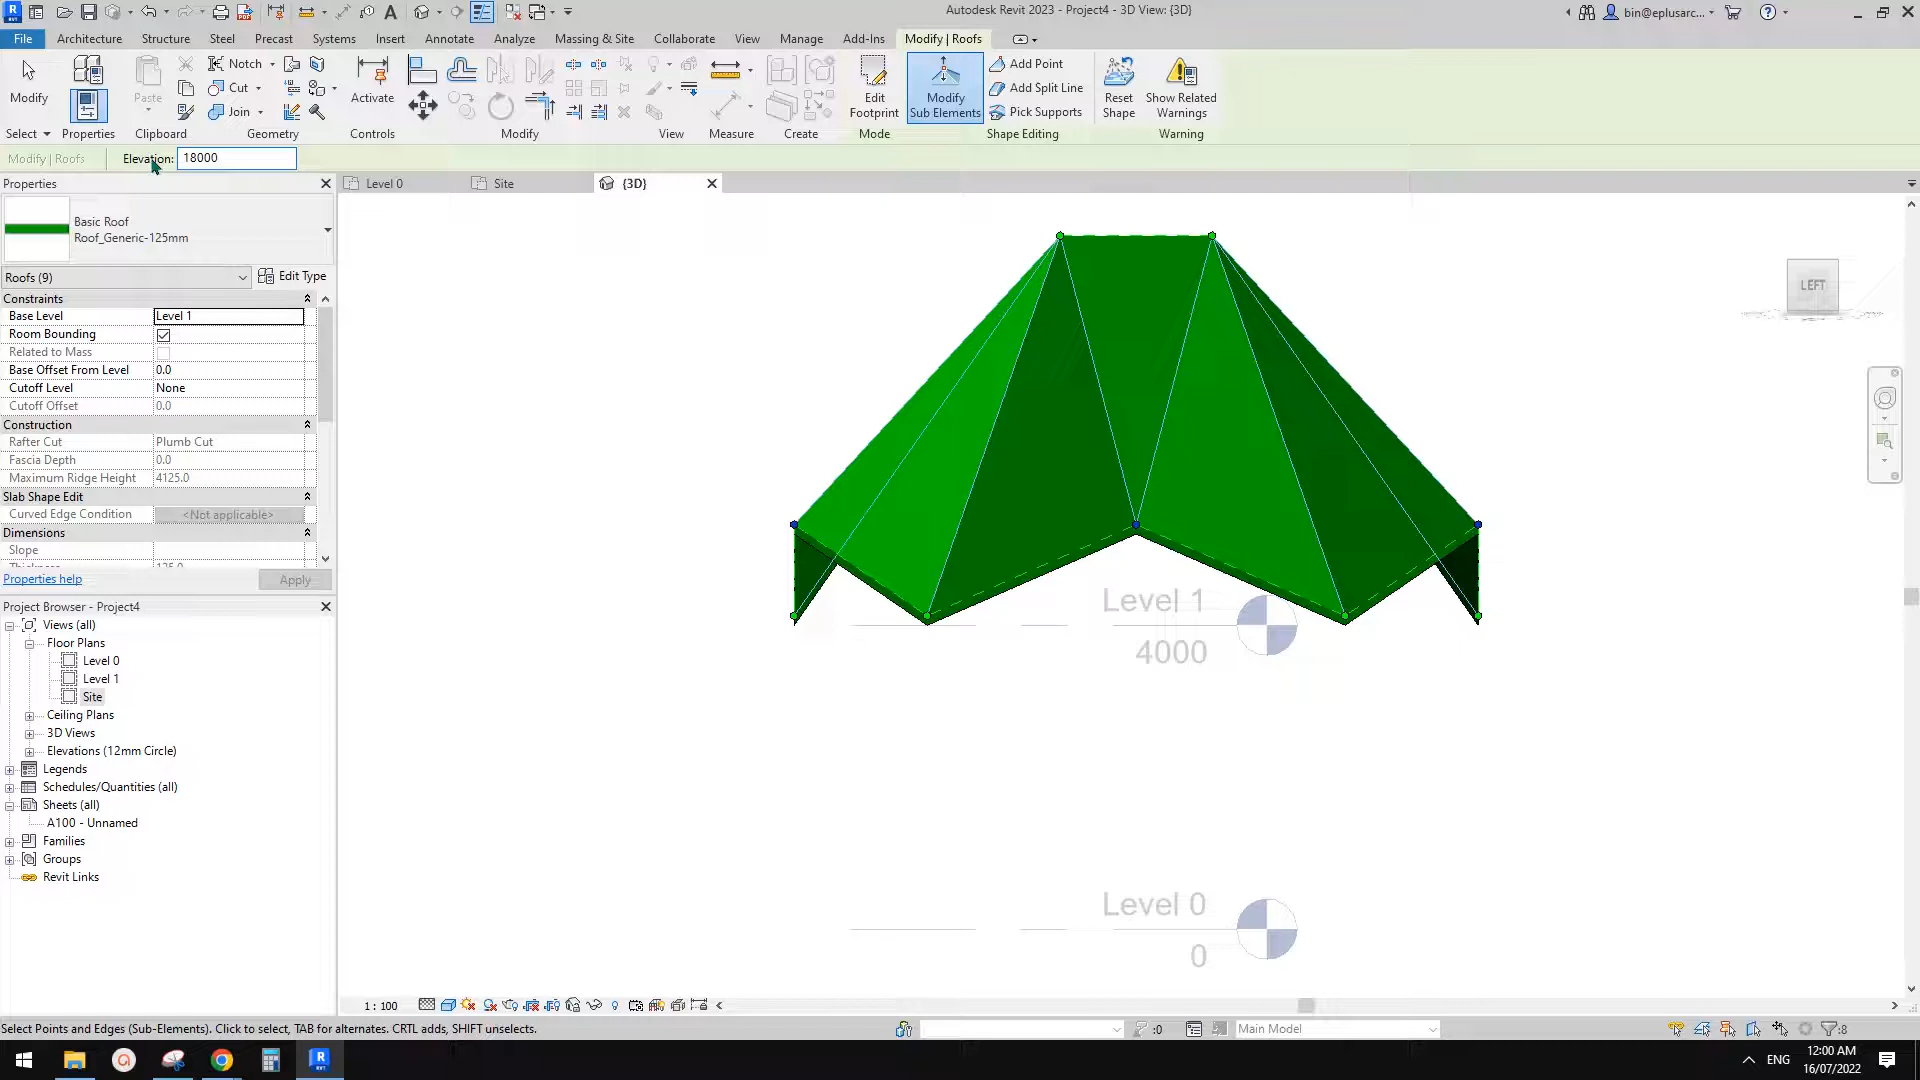 Autodesk Revit 2023 - Project4 - 3D View: {3D}
bin@eplusarc...
File Architecture Structure Steel Precast Systems Insert Annotate Analyze Massing & Site Collaborate View Manage Add-Ins Modify | Roofs
Modify
Properties
Paste
Notch
Cut
Join
Activate
Edit Footprint
Modify Sub Elements
Add Point
Add Split Line
Pick Supports
Reset Shape
Show Related Warnings
Select Properties Clipboard Geometry Controls Modify View Measure Create Mode Shape Editing Warning
Modify | Roofs Elevation: 18000
Properties
Level 0 Site {3D}
Basic Roof
Roof_Generic-125mm
Roofs (9) Edit Type
Constraints
Base Level Level 1
Room Bounding
Related to Mass
Base Offset From Level 0.0
Cutoff Level None
Cutoff Offset 0.0
Construction
Rafter Cut Plumb Cut
Fascia Depth 0.0
Maximum Ridge Height 4125.0
Slab Shape Edit
Curved Edge Condition <Not applicable>
Dimensions
Slope
Thickness 125.0
Properties help Apply
Project Browser - Project4
Views (all)
Floor Plans
Level 0
Level 1
Site
Ceiling Plans
3D Views
Elevations (12mm Circle)
Legends
Schedules/Quantities (all)
Sheets (all)
A100 - Unnamed
Families
Groups
Revit Links
LEFT
Level 1
4000
Level 0
0
1 : 100
Select Points and Edges (Sub-Elements). Click to select, TAB for alternates. CRTL adds, SHIFT unselects.
:0
Main Model
:8
ENG
12:00 AM
16/07/2022